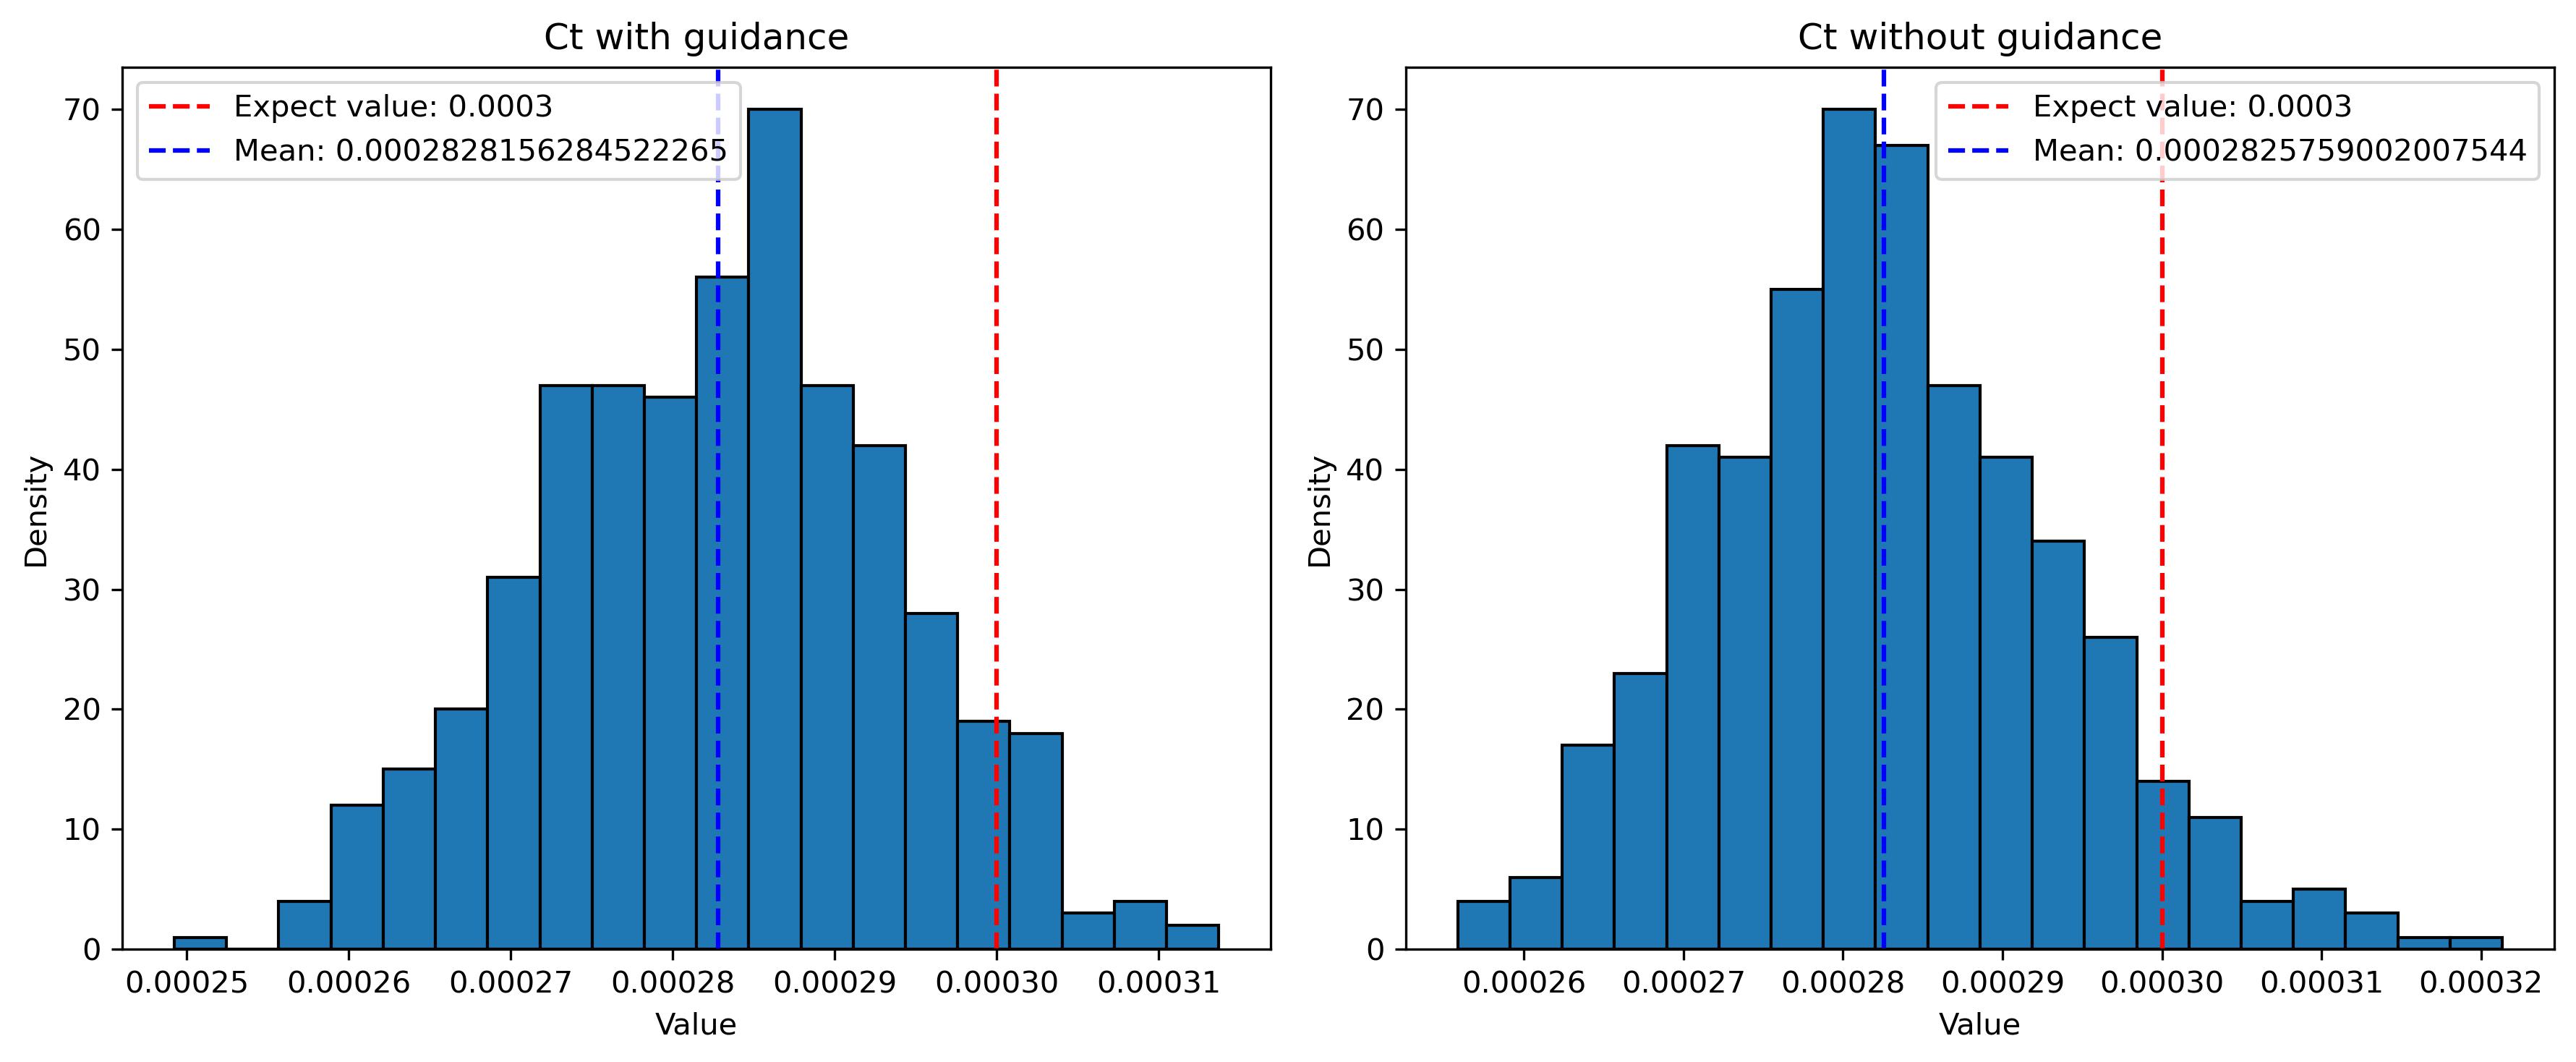 Ct with guidance
Expect value: 0.0003
Mean: 0.0002828156284522265
Density
70
60
50
40
30
20
10
0
0.00025 0.00026 0.00027 0.00028 0.00029 0.00030 0.00031
Value
Ct without guidance
Expect value: 0.0003
Mean: 0.0002825759002007544
Density
70
60
50
40
30
20
10
0
0.00026 0.00027 0.00028 0.00029 0.00030 0.00031 0.00032
Value